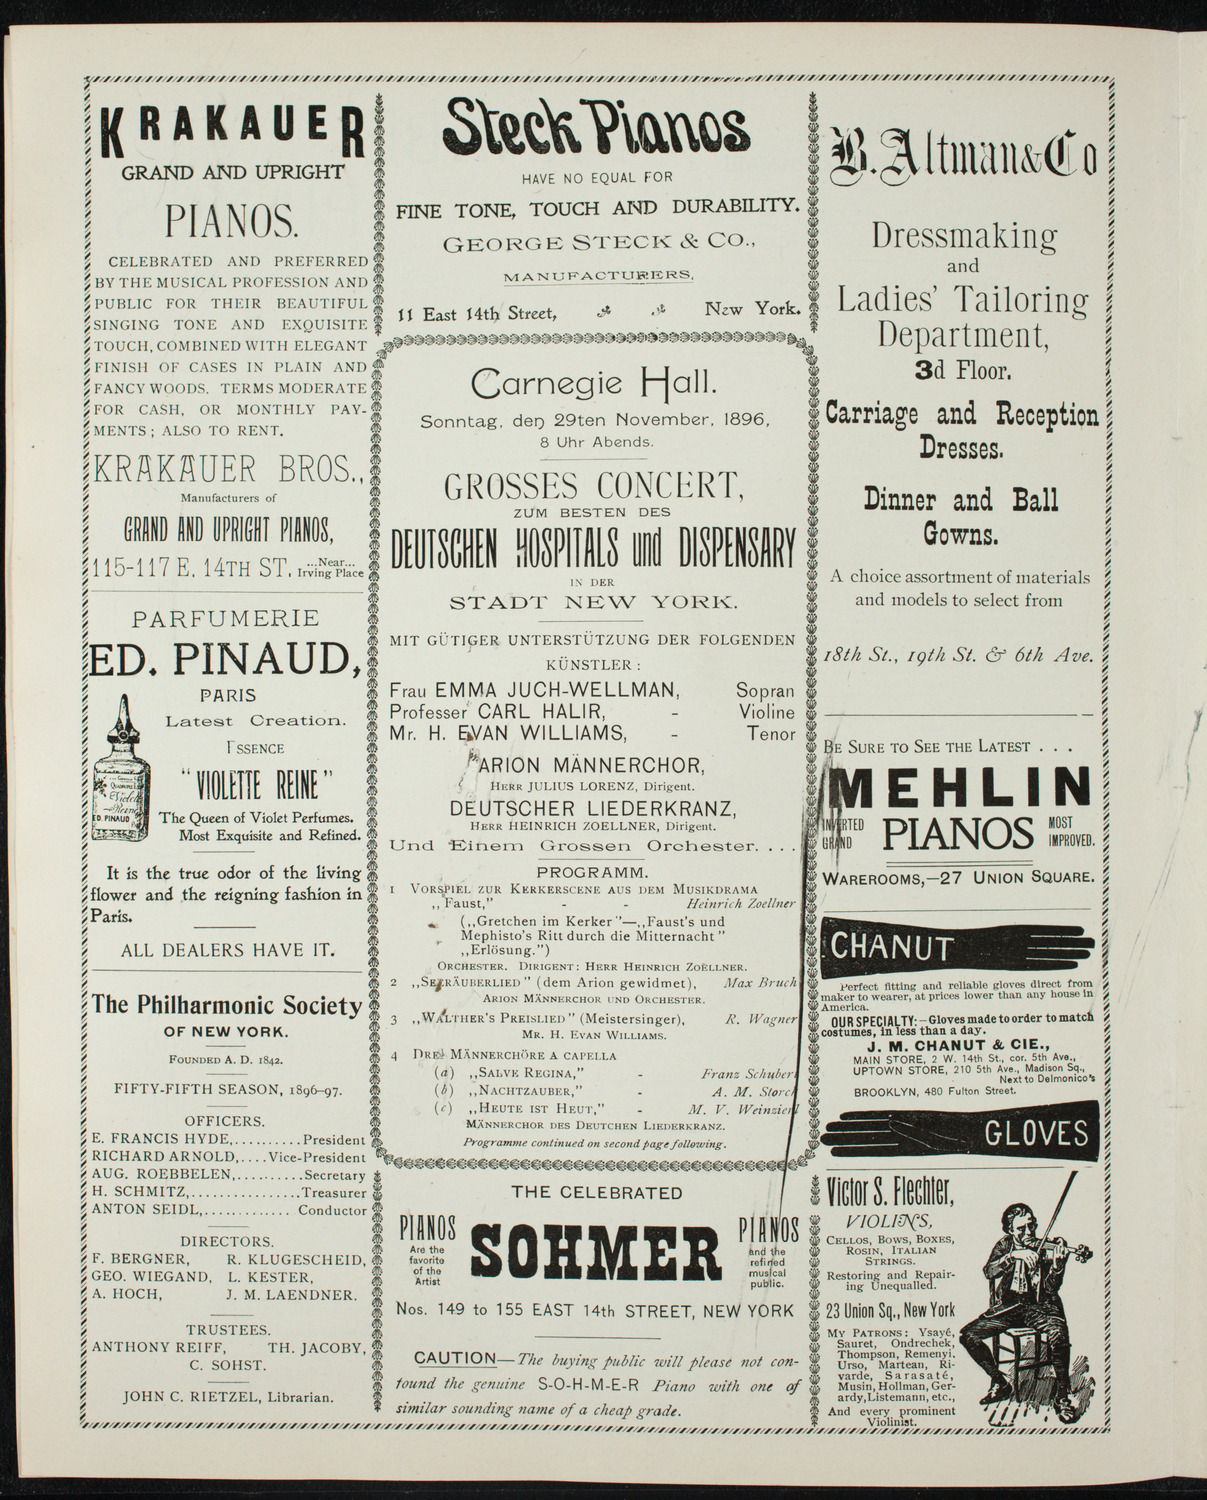 KRAKAUER
GRAND AND UPRIGHT
PIANOS.
CELEBRATED AND PREFERRED
BY THE MUSICAL PROFESSION AND
PUBLIC FOR THEIR BEAUTIFUL
SINGING TONE AND EXQUISITE
TOUCH, COMBINED WITH ELEGANT
FINISH OF CASES IN PLAIN AND
FANCY WOODS. TERMS MODERATE
FOR CASH, OR MONTHLY PAY-
MENTS; ALSO TO RENT.
KRAKAUER BROS.,
Manufacturers of
GRAND AND UPRIGHT PIANOS,
115-117 E. 14TH ST. ...Near... Irving Place
PARFUMERIE
ED. PINAUD,
PARIS
Latest Creation.
ESSENCE
"VIOLETTE REINE"
The Queen of Violet Perfumes.
Most Exquisite and Refined.
ED. PINAUD
It is the true odor of the living
flower and the reigning fashion in
Paris.
ALL DEALERS HAVE IT.
The Philharmonic Society
OF NEW YORK.
FOUNDED A. D. 1842.
FIFTY-FIFTH SEASON, 1896-97.
OFFICERS.
E. FRANCIS HYDE,..........President
RICHARD ARNOLD,....Vice-President
AUG. ROEBBELEN,..........Secretary
H. SCHMITZ,................Treasurer
ANTON SEIDL,............. Conductor
DIRECTORS.
F. BERGNER, R. KLUGESCHEID,
GEO. WIEGAND, L. KESTER,
A. HOCH, J. M. LAENDNER.
TRUSTEES.
ANTHONY REIFF, TH. JACOBY,
C. SOHST.
JOHN C. RIETZEL, Librarian.
Steck Pianos
HAVE NO EQUAL FOR
FINE TONE, TOUCH AND DURABILITY.
GEORGE STECK & CO.,
MANUFACTURERS,
11 East 14th Street, New York.
Carnegie Hall.
Sonntag, den 29ten November, 1896,
8 Uhr Abends.
GROSSES CONCERT,
ZUM BESTEN DES
DEUTSCHEN HOSPITALS und DISPENSARY
IN DER
STADT NEW YORK.
MIT GÜTIGER UNTERSTÜTZUNG DER FOLGENDEN
KÜNSTLER:
Frau EMMA JUCH-WELLMAN, Sopran
Professer CARL HALIR, - Violine
Mr. H. EVAN WILLIAMS, - Tenor
ARION MÄNNERCHOR,
HERR JULIUS LORENZ, Dirigent.
DEUTSCHER LIEDERKRANZ,
HERR HEINRICH ZOELLNER, Dirigent.
Und Einem Grossen Orchester. . . .
PROGRAMM.
1 VORSPIEL ZUR KERKERSCENE AUS DEM MUSIKDRAMA
„Faust," - - Heinrich Zoellner
(„Gretchen im Kerker"—„Faust's und
Mephisto's Ritt durch die Mitternacht"
„Erlösung.")
ORCHESTER. DIRIGENT: HERR HEINRICH ZOELLNER.
2 „SEERÄUBERLIED" (dem Arion gewidmet), Max Bruch
ARION MÄNNERCHOR UND ORCHESTER.
3 „WALTHER'S PREISLIED" (Meistersinger), R. Wagner
MR. H. EVAN WILLIAMS.
4 DREI MÄNNERCHÖRE A CAPELLA
(a) „SALVE REGINA," - Franz Schubert
(b) „NACHTZAUBER," - A. M. Storch
(c) „HEUTE IST HEUT," - M. V. Weinzierl
MÄNNERCHOR DES DEUTCHEN LIEDERKRANZ.
Programme continued on second page following.
THE CELEBRATED
PIANOS
Are the
favorite
of the
Artist
SOHMER
PIANOS
and the
refined
musical
public.
Nos. 149 to 155 EAST 14th STREET, NEW YORK
CAUTION—The buying public will please not con-
found the genuine S-O-H-M-E-R Piano with one of
similar sounding name of a cheap grade.
B. Altman & Co
Dressmaking
and
Ladies' Tailoring
Department,
3d Floor.
Carriage and Reception
Dresses.
Dinner and Ball
Gowns.
A choice assortment of materials
and models to select from
18th St., 19th St. & 6th Ave.
BE SURE TO SEE THE LATEST . . .
MEHLIN
INVERTED GRAND PIANOS MOST IMPROVED.
WAREROOMS,—27 UNION SQUARE.
CHANUT
Perfect fitting and reliable gloves direct from
maker to wearer, at prices lower than any house in
America.
OUR SPECIALTY:—Gloves made to order to match
costumes, in less than a day.
J. M. CHANUT & CIE.,
MAIN STORE, 2 W. 14th St., cor. 5th Ave.,
UPTOWN STORE, 210 5th Ave., Madison Sq.,
Next to Delmonico's
BROOKLYN, 480 Fulton Street.
GLOVES
Victor S. Flechter,
VIOLINS,
CELLOS, BOWS, BOXES,
ROSIN, ITALIAN
STRINGS.
Restoring and Repair-
ing Unequalled.
23 Union Sq., New York
MY PATRONS: Ysayé,
Sauret, Ondrechek,
Thompson, Remenyi,
Urso, Martean, Ri-
varde, Sarasaté,
Musin, Hollman, Ger-
ardy, Listemann, etc.,
And every prominent
Violinist.